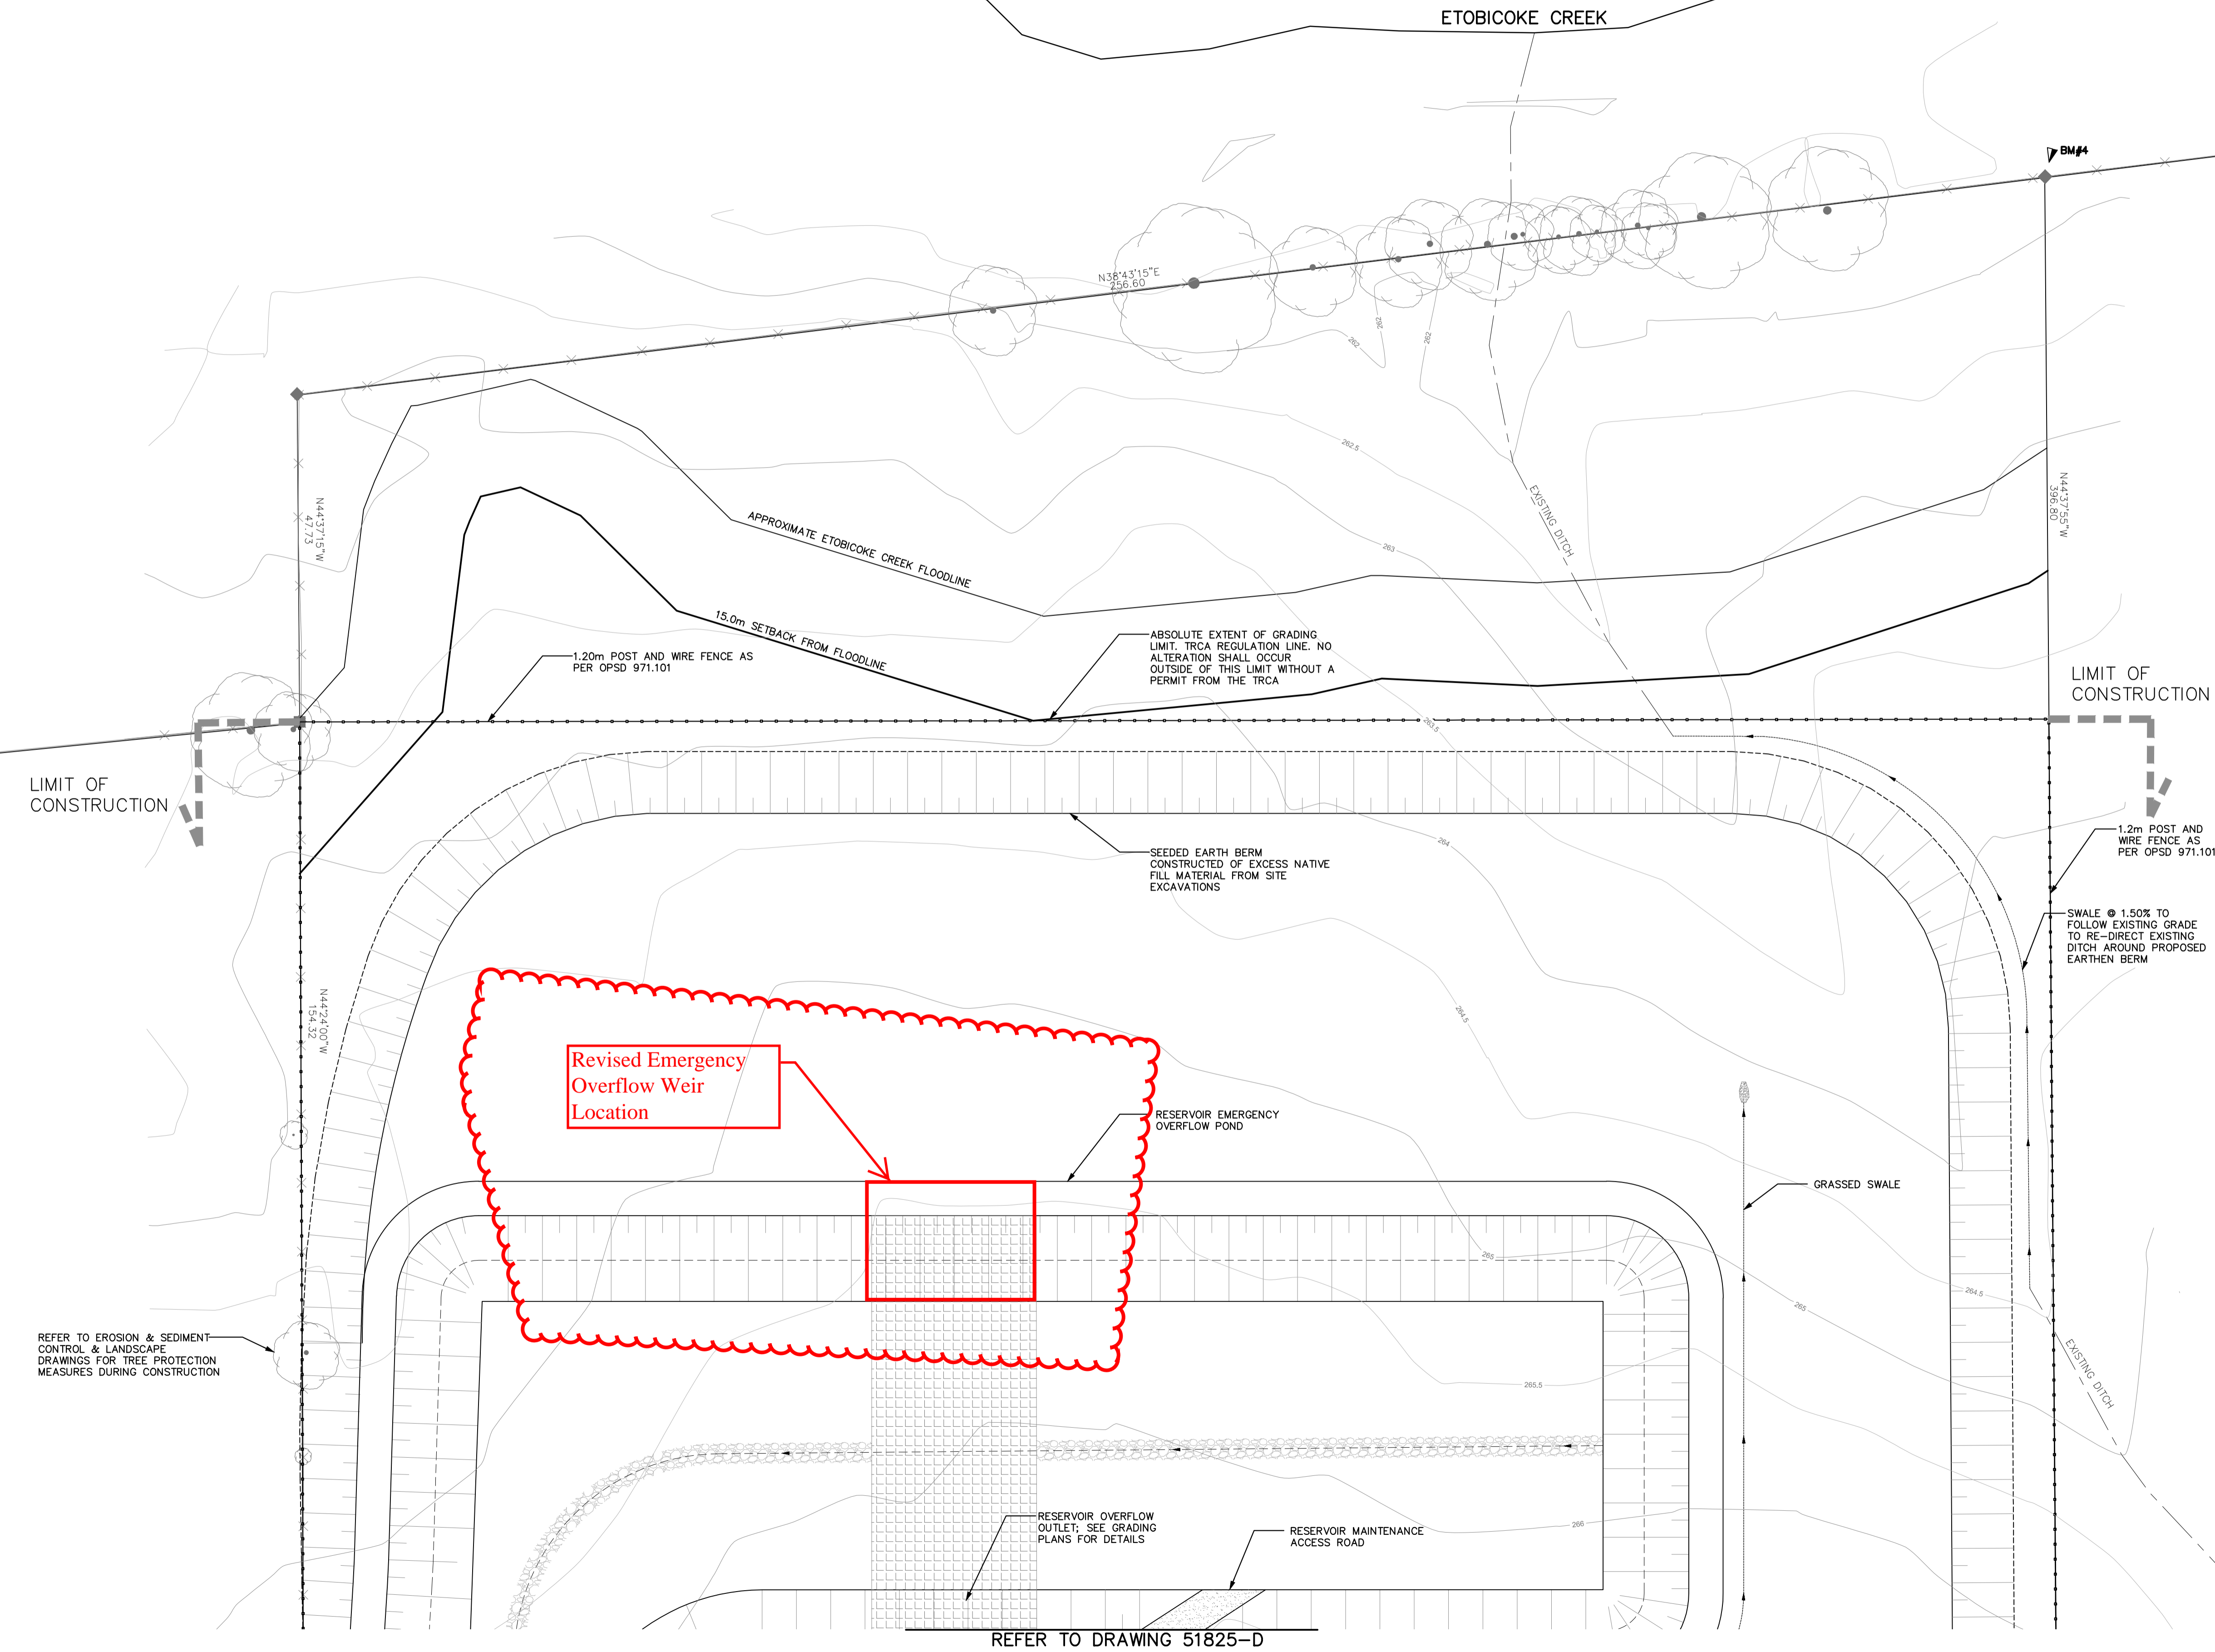 ETOBICOKE CREEK
BM#4
N38°43'15"E
256.60
262
262
262
262.5
N44°37'15"W
47.73
N44°37'55"W
396.80
EXISTING DITCH
APPROXIMATE ETOBICOKE CREEK FLOODLINE
263
15.0m SETBACK FROM FLOODLINE
1.20m POST AND WIRE FENCE AS
PER OPSD 971.101
ABSOLUTE EXTENT OF GRADING
LIMIT. TRCA REGULATION LINE. NO
ALTERATION SHALL OCCUR
OUTSIDE OF THIS LIMIT WITHOUT A
PERMIT FROM THE TRCA
LIMIT OF
CONSTRUCTION
263.5
LIMIT OF
CONSTRUCTION
1.2m POST AND
WIRE FENCE AS
PER OPSD 971.101
264
SEEDED EARTH BERM
CONSTRUCTED OF EXCESS NATIVE
FILL MATERIAL FROM SITE
EXCAVATIONS
SWALE @ 1.50% TO
FOLLOW EXISTING GRADE
TO RE-DIRECT EXISTING
DITCH AROUND PROPOSED
EARTHEN BERM
N44°24'00"W
154.32
264.5
Revised Emergency
Overflow Weir
Location
RESERVOIR EMERGENCY
OVERFLOW POND
GRASSED SWALE
265
264.5
265
REFER TO EROSION & SEDIMENT
CONTROL & LANDSCAPE
DRAWINGS FOR TREE PROTECTION
MEASURES DURING CONSTRUCTION
EXISTING DITCH
265.5
RESERVOIR OVERFLOW
OUTLET; SEE GRADING
PLANS FOR DETAILS
RESERVOIR MAINTENANCE
ACCESS ROAD
266
REFER TO DRAWING 51825-D